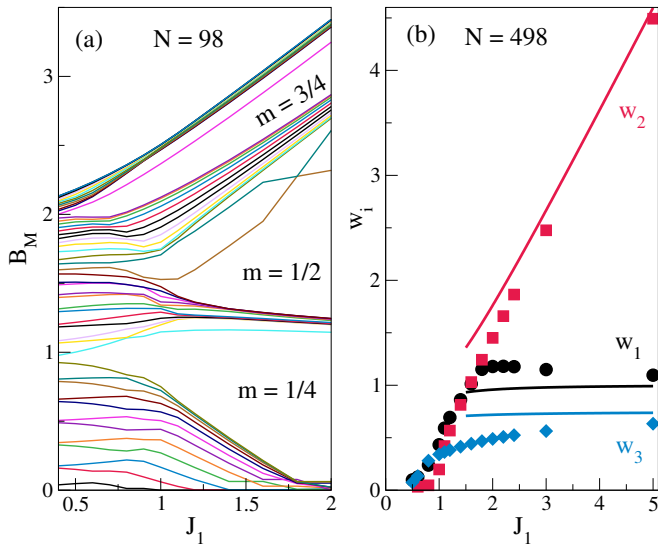 (a)
N = 98
m = 3/4
m = 1/2
m = 1/4
B_M
3
2
1
0
0.5
1
1.5
2
J_1
(b)
N = 498
w_2
w_1
w_3
w_i
4
3
2
1
0
0
1
2
3
4
5
J_1